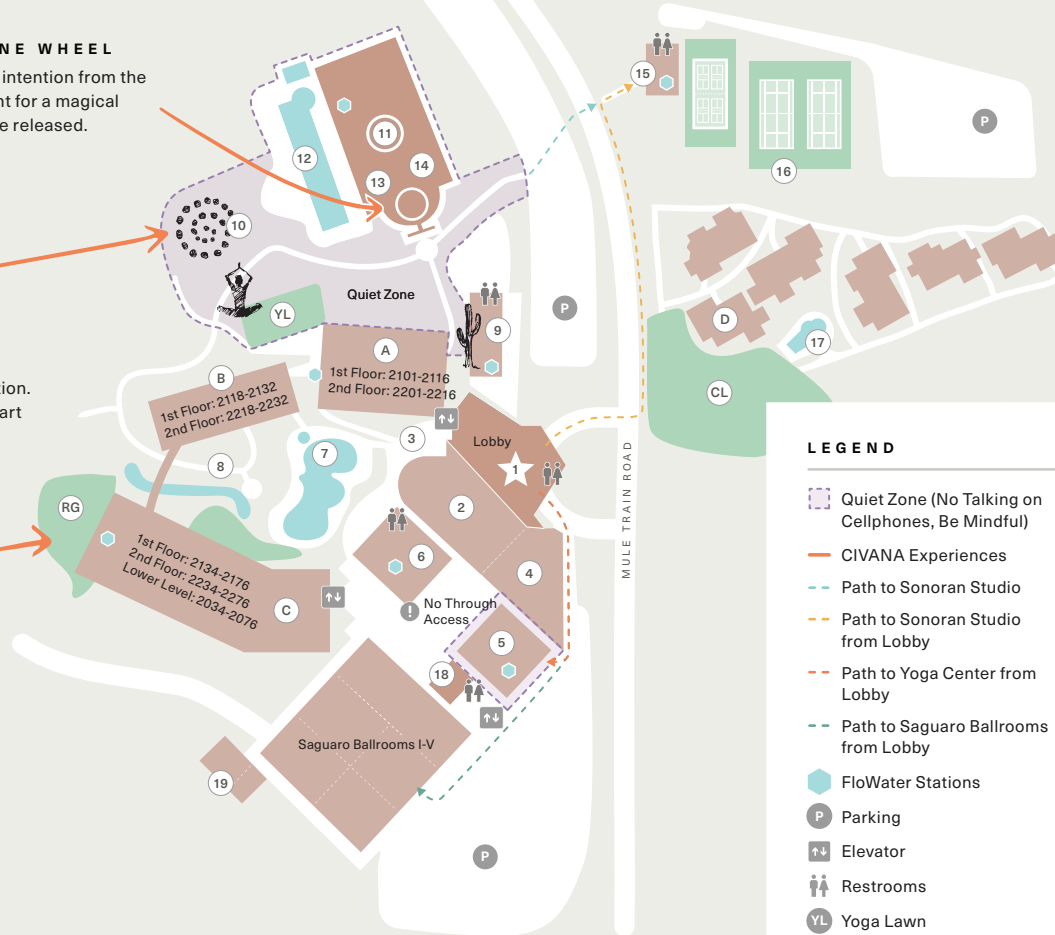 NE WHEEL
intention from the
nt for a magical
e released.
tion.
art
15
P
16
11
12
14
13
10
Quiet Zone
YL
P
9
D
17
A
1st Floor: 2101-2116
2nd Floor: 2201-2216
B
1st Floor: 2118-2132
2nd Floor: 2218-2232
CL
3
Lobby
1
7
8
2
RG
6
4
MULE TRAIN ROAD
1st Floor: 2134-2176
2nd Floor: 2234-2276
Lower Level: 2034-2076
C
!
No Through
Access
5
18
Saguaro Ballrooms I-V
19
P
LEGEND
Quiet Zone (No Talking on
Cellphones, Be Mindful)
CIVANA Experiences
Path to Sonoran Studio
Path to Sonoran Studio
from Lobby
Path to Yoga Center from
Lobby
Path to Saguaro Ballrooms
from Lobby
FloWater Stations
P Parking
Elevator
Restrooms
YL Yoga Lawn